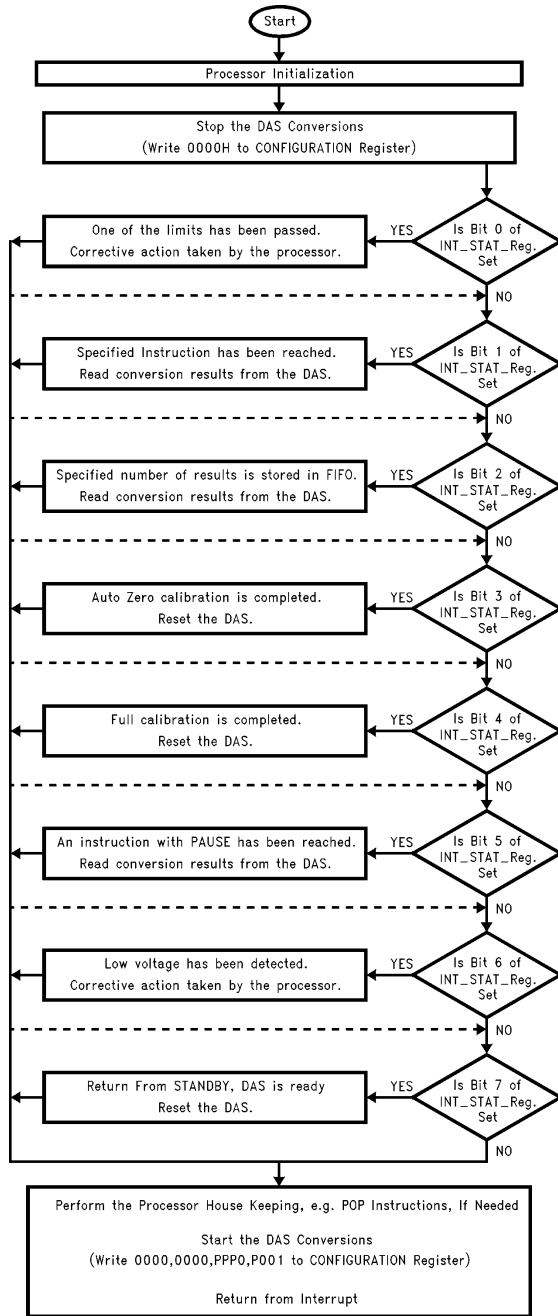 Start
Processor Initialization
Stop the DAS Conversions
(Write 0000H to CONFIGURATION Register)
One of the limits has been passed.
Corrective action taken by the processor.
YES
Is Bit 0 of
INT_STAT_Reg.
Set
NO
Specified Instruction has been reached.
Read conversion results from the DAS.
YES
Is Bit 1 of
INT_STAT_Reg.
Set
NO
Specified number of results is stored in FIFO.
Read conversion results from the DAS.
YES
Is Bit 2 of
INT_STAT_Reg.
Set
NO
Auto Zero calibration is completed.
Reset the DAS.
YES
Is Bit 3 of
INT_STAT_Reg.
Set
NO
Full calibration is completed.
Reset the DAS.
YES
Is Bit 4 of
INT_STAT_Reg.
Set
NO
An instruction with PAUSE has been reached.
Read conversion results from the DAS.
YES
Is Bit 5 of
INT_STAT_Reg.
Set
NO
Low voltage has been detected.
Corrective action taken by the processor.
YES
Is Bit 6 of
INT_STAT_Reg.
Set
NO
Return From STANDBY, DAS is ready
Reset the DAS.
YES
Is Bit 7 of
INT_STAT_Reg.
Set
NO
Perform the Processor House Keeping, e.g. POP Instructions, If Needed
Start the DAS Conversions
(Write 0000,0000,PPP0,P001 to CONFIGURATION Register)
Return from Interrupt